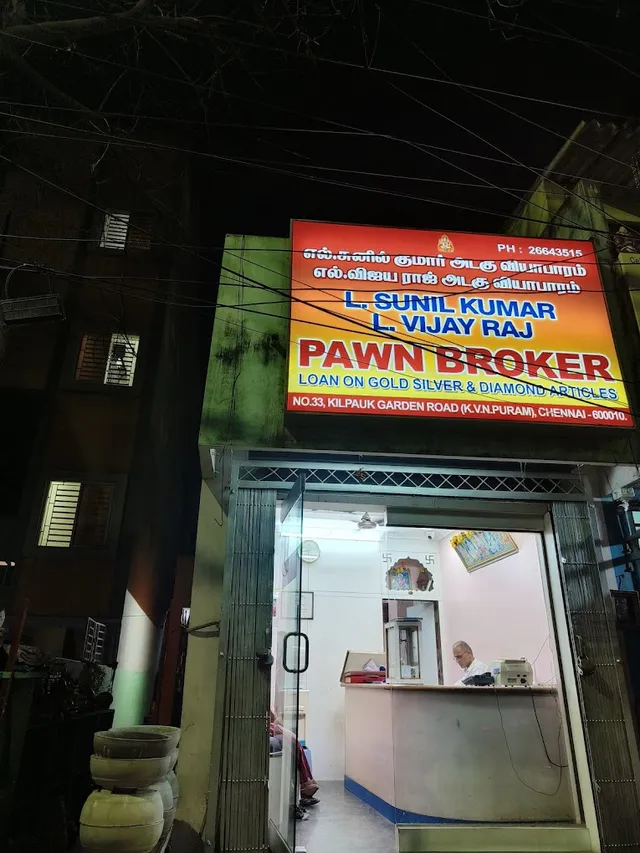 PH : 26643515
எல்.சுனில் குமார் அடகு வியாபாரம்
எல்.விஜய ராஜ் அடகு வியாபாரம்
L. SUNIL KUMAR
L. VIJAY RAJ
PAWN BROKER
LOAN ON GOLD SILVER & DIAMOND ARTICLES
NO.33, KILPAUK GARDEN ROAD (K.V.N.PURAM), CHENNAI - 600010.